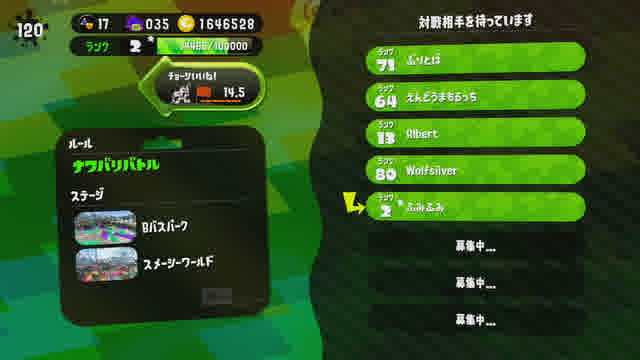 120
17
035
1646528
ランク 2
/100000
チョーシいいね!
14.5
ルール
ナワバリバトル
ステージ
Bバスパーク
スメーシーワールド
対戦相手を待っています
ランク 71 ぷりとぱ
ランク 64 えんどうまもるっち
ランク 13 Albert
ランク 80 Wolfsilver
ランク 2 ふみふみ
募集中...
募集中...
募集中...